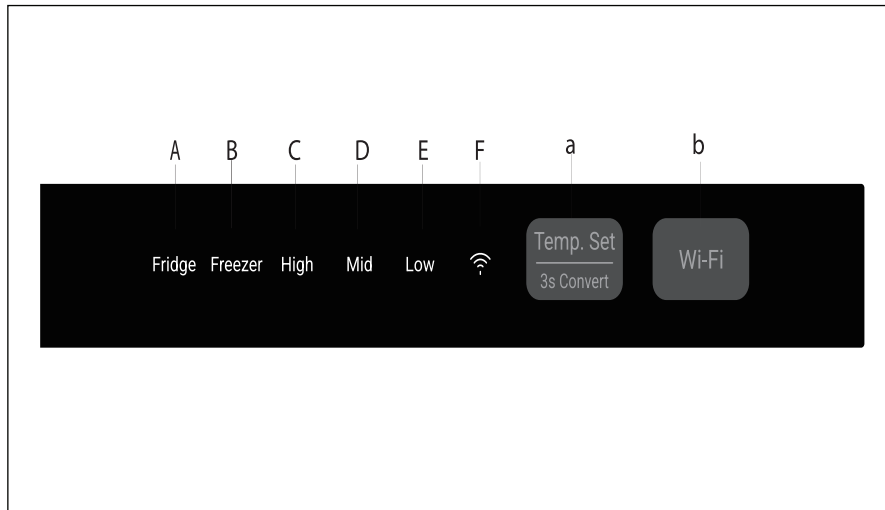 A B C D E F a b
Fridge Freezer High Mid Low Temp. Set Wi-Fi
3s Convert